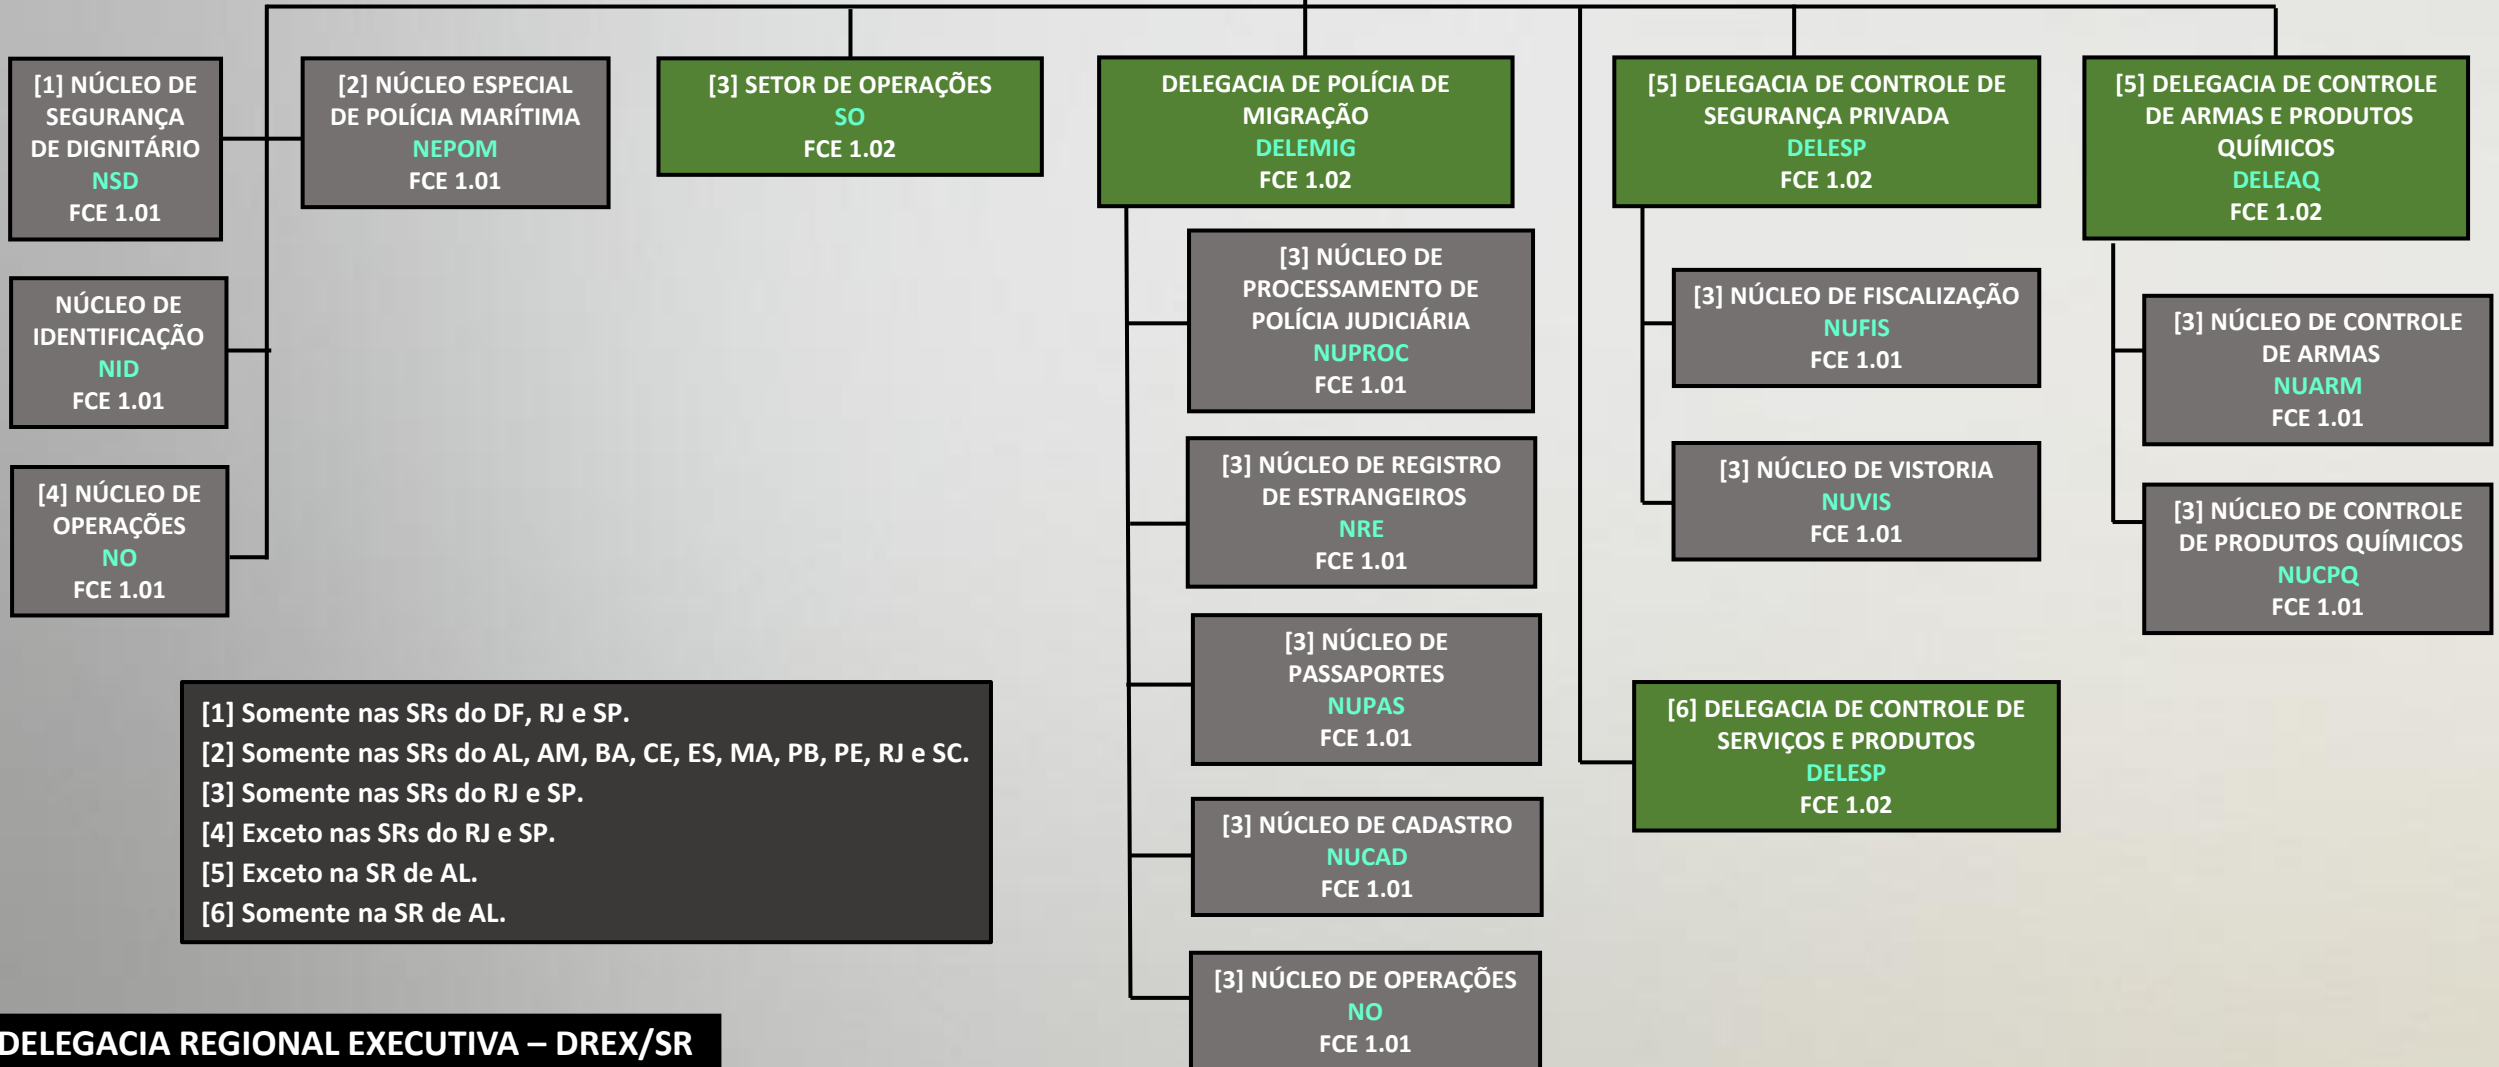 [1] NÚCLEO DE
SEGURANÇA
DE DIGNITÁRIO
NSD
FCE 1.01
[2] NÚCLEO ESPECIAL
DE POLÍCIA MARÍTIMA
NEPOM
FCE 1.01
[3] SETOR DE OPERAÇÕES
SO
FCE 1.02
DELEGACIA DE POLÍCIA DE
MIGRAÇÃO
DELEMIG
FCE 1.02
[5] DELEGACIA DE CONTROLE DE
SEGURANÇA PRIVADA
DELESP
FCE 1.02
[5] DELEGACIA DE CONTROLE
DE ARMAS E PRODUTOS
QUÍMICOS
DELEAQ
FCE 1.02
NÚCLEO DE
IDENTIFICAÇÃO
NID
FCE 1.01
[4] NÚCLEO DE
OPERAÇÕES
NO
FCE 1.01
[3] NÚCLEO DE
PROCESSAMENTO DE
POLÍCIA JUDICIÁRIA
NUPROC
FCE 1.01
[3] NÚCLEO DE REGISTRO
DE ESTRANGEIROS
NRE
FCE 1.01
[3] NÚCLEO DE
PASSAPORTES
NUPAS
FCE 1.01
[3] NÚCLEO DE CADASTRO
NUCAD
FCE 1.01
[3] NÚCLEO DE OPERAÇÕES
NO
FCE 1.01
[3] NÚCLEO DE FISCALIZAÇÃO
NUFIS
FCE 1.01
[3] NÚCLEO DE VISTORIA
NUVIS
FCE 1.01
[6] DELEGACIA DE CONTROLE DE
SERVIÇOS E PRODUTOS
DELESP
FCE 1.02
[3] NÚCLEO DE CONTROLE
DE ARMAS
NUARM
FCE 1.01
[3] NÚCLEO DE CONTROLE
DE PRODUTOS QUÍMICOS
NUCPQ
FCE 1.01
[1] Somente nas SRs do DF, RJ e SP.
[2] Somente nas SRs do AL, AM, BA, CE, ES, MA, PB, PE, RJ e SC.
[3] Somente nas SRs do RJ e SP.
[4] Exceto nas SRs do RJ e SP.
[5] Exceto na SR de AL.
[6] Somente na SR de AL.
DELEGACIA REGIONAL EXECUTIVA – DREX/SR